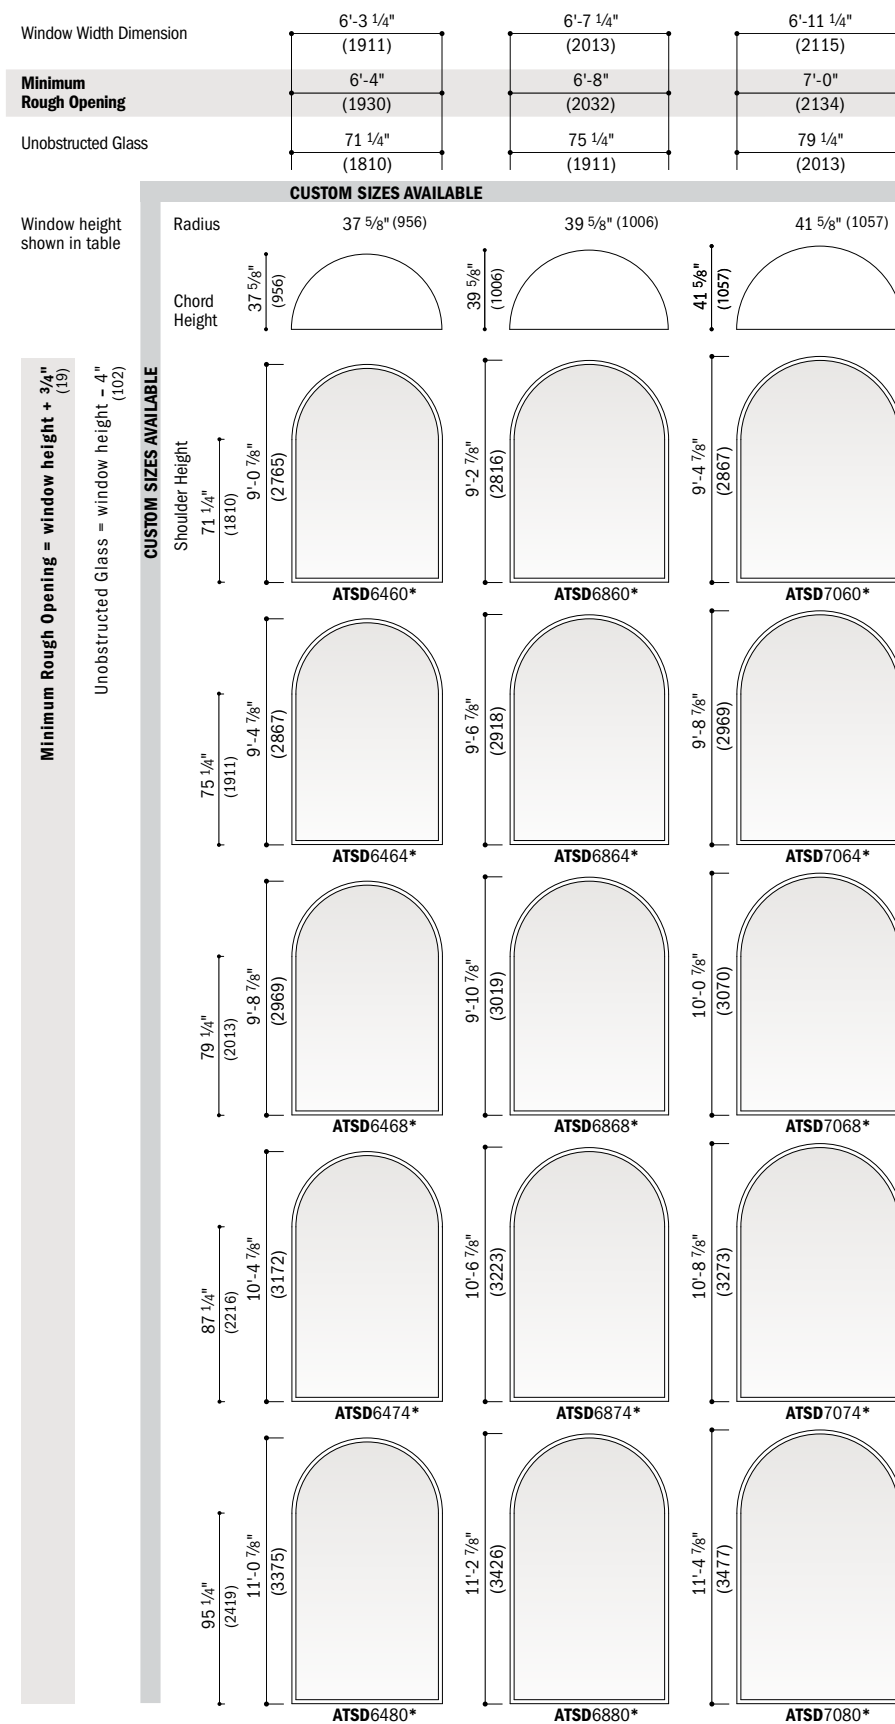 Window Width Dimension
6'-3 1/4"
(1911)
6'-7 1/4"
(2013)
6'-11 1/4"
(2115)
Minimum
Rough Opening
6'-4"
(1930)
6'-8"
(2032)
7'-0"
(2134)
Unobstructed Glass
71 1/4"
(1810)
75 1/4"
(1911)
79 1/4"
(2013)
CUSTOM SIZES AVAILABLE
Window height
shown in table
Radius
37 5/8" (956)
39 5/8" (1006)
41 5/8" (1057)
Chord
Height
37 5/8"
(956)
39 5/8"
(1006)
41 5/8"
(1057)
Minimum Rough Opening = window height + 3/4"
(19)
Unobstructed Glass = window height – 4"
(102)
CUSTOM SIZES AVAILABLE
Shoulder Height
71 1/4"
(1810)
9'-0 7/8"
(2765)
9'-2 7/8"
(2816)
9'-4 7/8"
(2867)
ATSD6460*
ATSD6860*
ATSD7060*
75 1/4"
(1911)
9'-4 7/8"
(2867)
9'-6 7/8"
(2918)
9'-8 7/8"
(2969)
ATSD6464*
ATSD6864*
ATSD7064*
79 1/4"
(2013)
9'-8 7/8"
(2969)
9'-10 7/8"
(3019)
10'-0 7/8"
(3070)
ATSD6468*
ATSD6868*
ATSD7068*
87 1/4"
(2216)
10'-4 7/8"
(3172)
10'-6 7/8"
(3223)
10'-8 7/8"
(3273)
ATSD6474*
ATSD6874*
ATSD7074*
95 1/4"
(2419)
11'-0 7/8"
(3375)
11'-2 7/8"
(3426)
11'-4 7/8"
(3477)
ATSD6480*
ATSD6880*
ATSD7080*